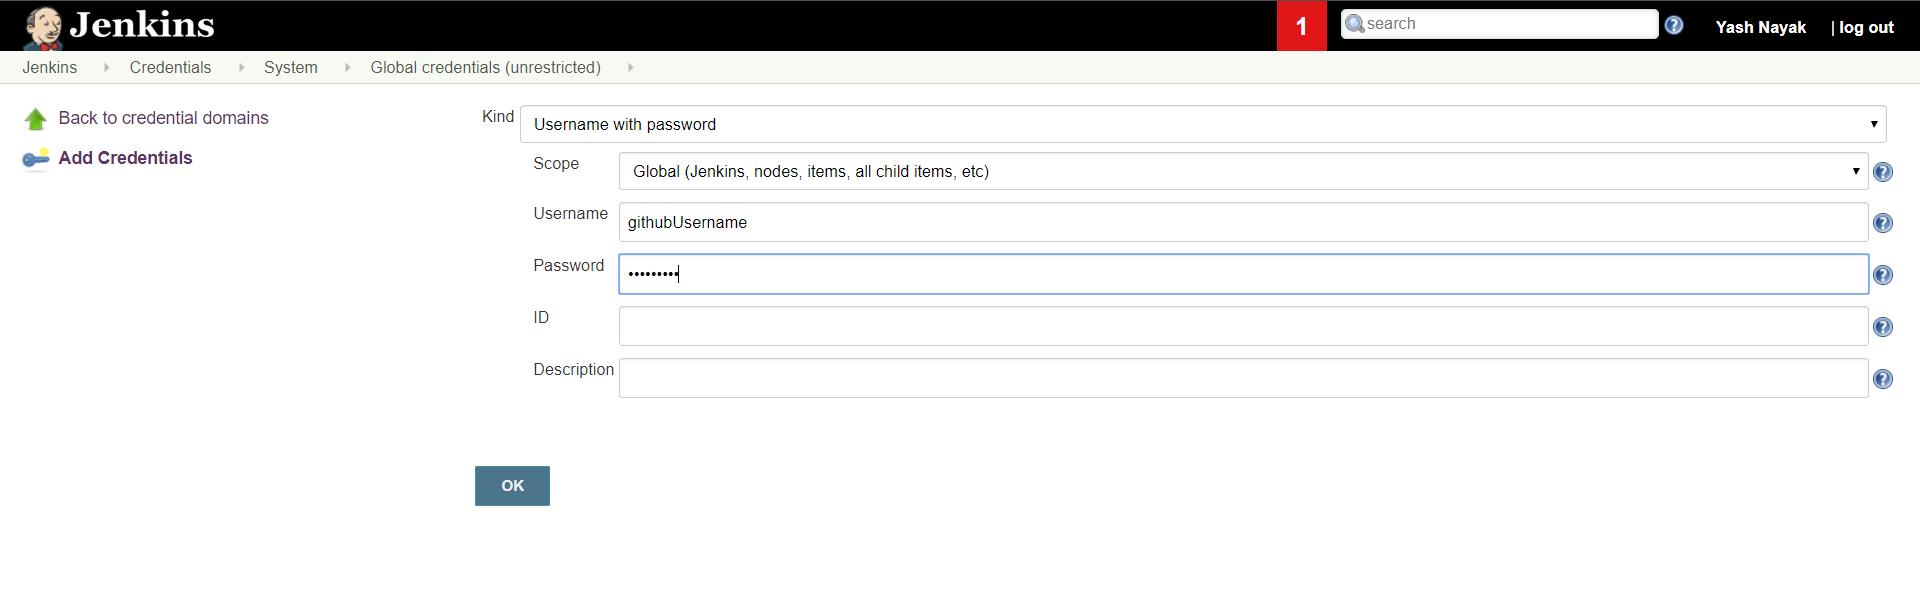 Jenkins
1
search
Yash Nayak
| log out
Jenkins Credentials System Global credentials (unrestricted)
Back to credential domains
Add Credentials
Kind
Username with password
Scope
Global (Jenkins, nodes, items, all child items, etc)
Username
githubUsername
Password
•••••••••
ID
Description
OK